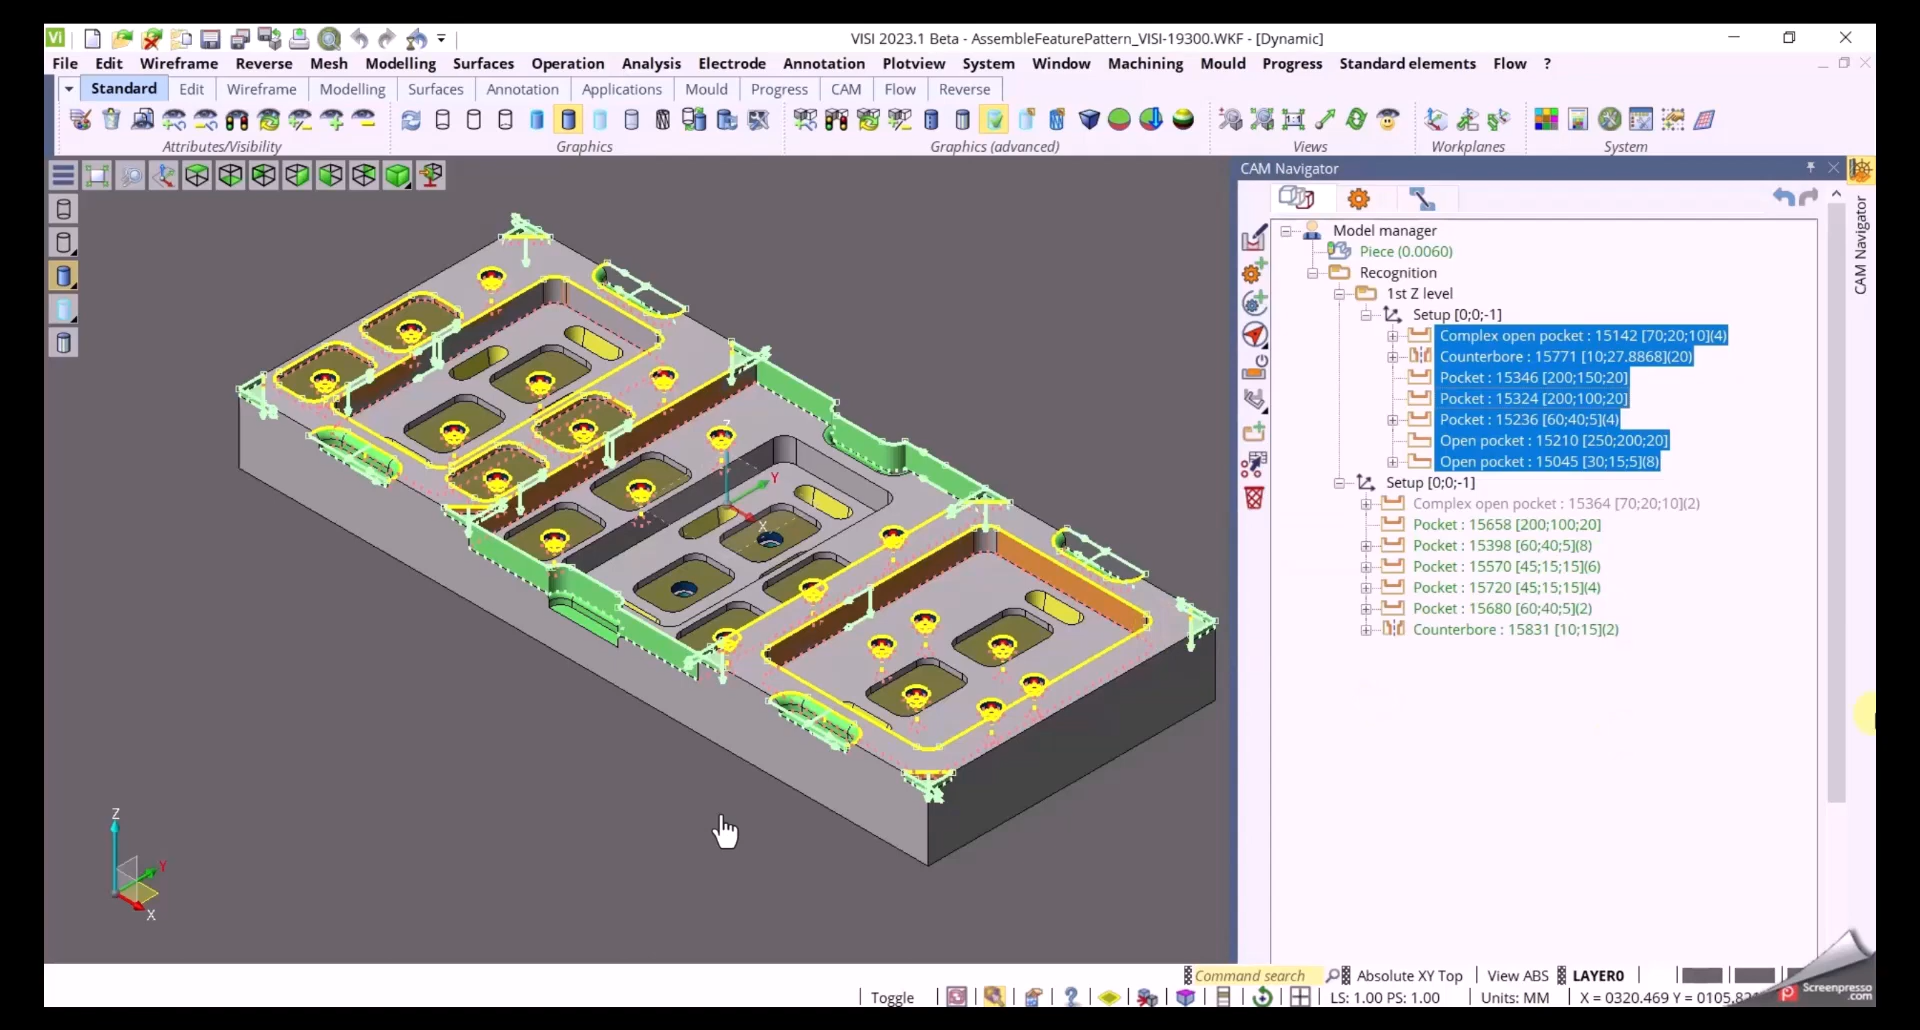 Vi
VISI 2023.1 Beta - AssembleFeaturePattern_VISI-19300.WKF - [Dynamic]
File Edit Wireframe Reverse Mesh Modelling Surfaces Operation Analysis Electrode Annotation Plotview System Window Machining Mould Progress Standard elements Flow ?
Standard Edit Wireframe Modelling Surfaces Annotation Applications Mould Progress CAM Flow Reverse
Attributes/Visibility Graphics Graphics (advanced) Views Workplanes System
CAM Navigator
CAM Navigator
Model manager
Piece (0.0060)
Recognition
1st Z level
Setup [0;0;-1]
Complex open pocket : 15142 [70;20;10](4)
Counterbore : 15771 [10;27.8868](20)
Pocket : 15346 [200;150;20]
Pocket : 15324 [200;100;20]
Pocket : 15236 [60;40;5](4)
Open pocket : 15210 [250;200;20]
Open pocket : 15045 [30;15;5](8)
Setup [0;0;-1]
Complex open pocket : 15364 [70;20;10](2)
Pocket : 15658 [200;100;20]
Pocket : 15398 [60;40;5](8)
Pocket : 15570 [45;15;15](6)
Pocket : 15720 [45;15;15](4)
Pocket : 15680 [60;40;5](2)
Counterbore : 15831 [10;15](2)
Z
Y
X
Z
Y
X
Command search Absolute XY Top View ABS LAYER0
Toggle LS: 1.00 PS: 1.00 Units: MM X = 0320.469 Y = 0105.
Screenpresso
.com